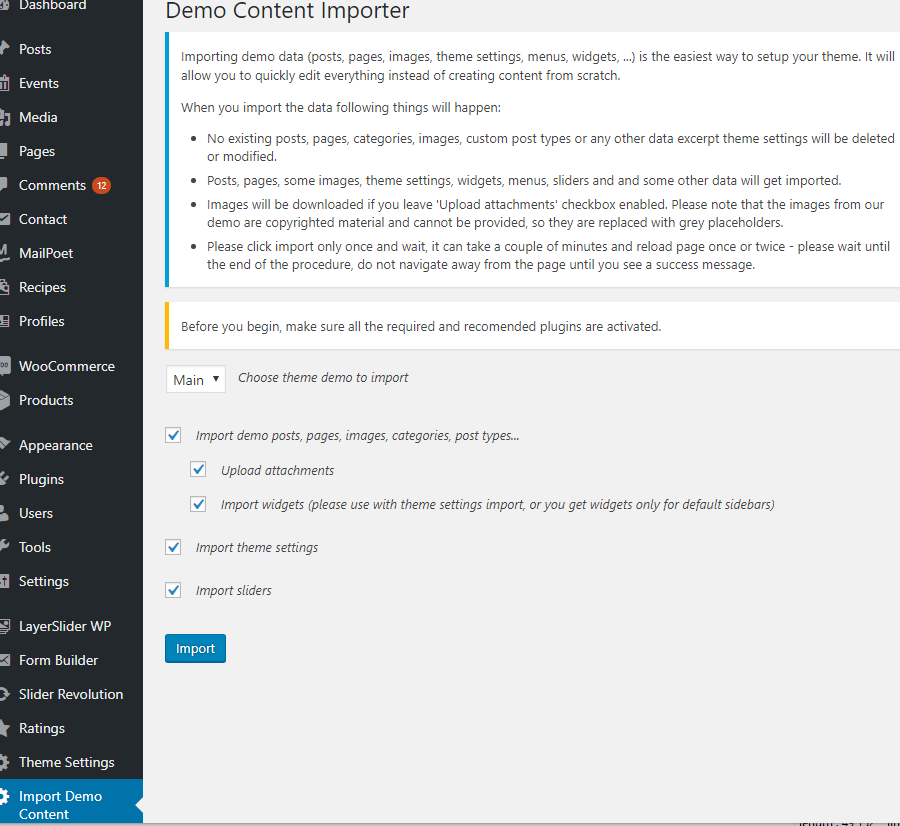 Dashboard
Posts
Events
Media
Pages
Comments 12
Contact
MailPoet
Recipes
Profiles
WooCommerce
Products
Appearance
Plugins
Users
Tools
Settings
LayerSlider WP
Form Builder
Slider Revolution
Ratings
Theme Settings
Import Demo
Content
Demo Content Importer
Importing demo data (posts, pages, images, theme settings, menus, widgets, ...) is the easiest way to setup your theme. It will
allow you to quickly edit everything instead of creating content from scratch.
When you import the data following things will happen:
• No existing posts, pages, categories, images, custom post types or any other data excerpt theme settings will be deleted
or modified.
• Posts, pages, some images, theme settings, widgets, menus, sliders and and some other data will get imported.
• Images will be downloaded if you leave 'Upload attachments' checkbox enabled. Please note that the images from our
demo are copyrighted material and cannot be provided, so they are replaced with grey placeholders.
• Please click import only once and wait, it can take a couple of minutes and reload page once or twice - please wait until
the end of the procedure, do not navigate away from the page until you see a success message.
Before you begin, make sure all the required and recomended plugins are activated.
Main Choose theme demo to import
Import demo posts, pages, images, categories, post types...
Upload attachments
Import widgets (please use with theme settings import, or you get widgets only for default sidebars)
Import theme settings
Import sliders
Import